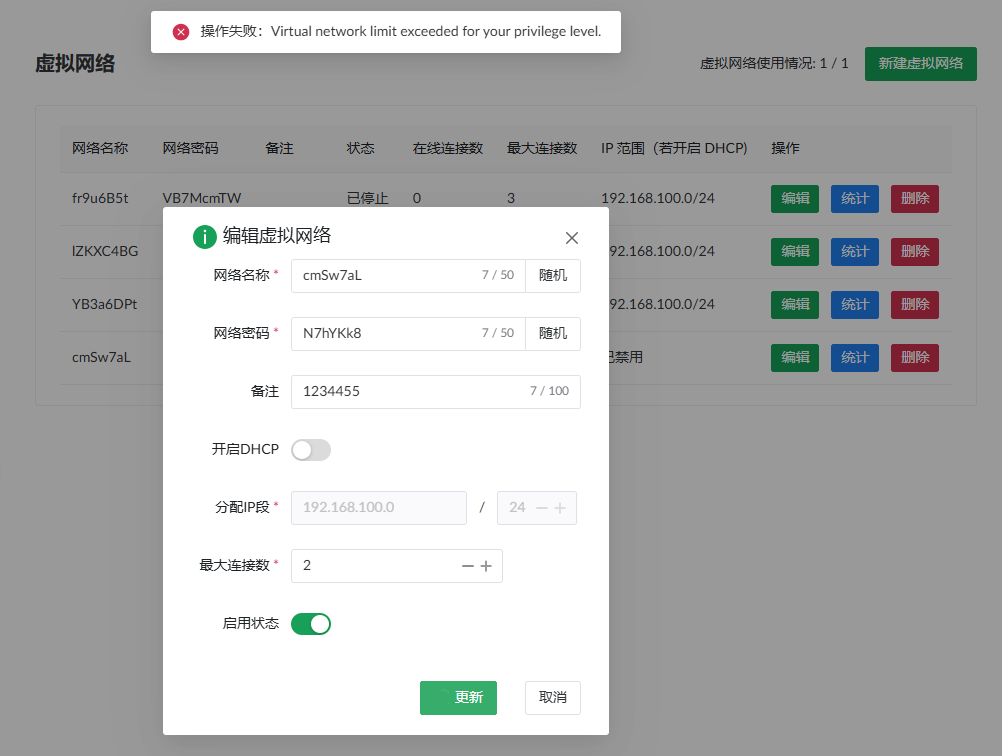 操作失败：Virtual network limit exceeded for your privilege level.
虚拟网络
虚拟网络使用情况: 1 / 1
新建虚拟网络
网络名称 网络密码 备注 状态 在线连接数 最大连接数 IP 范围（若开启 DHCP) 操作
fr9u6B5t VB7McmTW 已停止 0 3 192.168.100.0/24 编辑 统计 删除
IZKXC4BG 编辑 统计 删除
YB3a6DPt 92.168.100.0/24 编辑 统计 删除
cmSw7aL 已禁用 编辑 统计 删除
编辑虚拟网络
网络名称 * cmSw7aL 7 / 50 随机
网络密码 * N7hYKk8 7 / 50 随机
备注 1234455 7 / 100
开启DHCP
分配IP段 * 192.168.100.0 / 24
最大连接数 * 2
启用状态
更新 取消